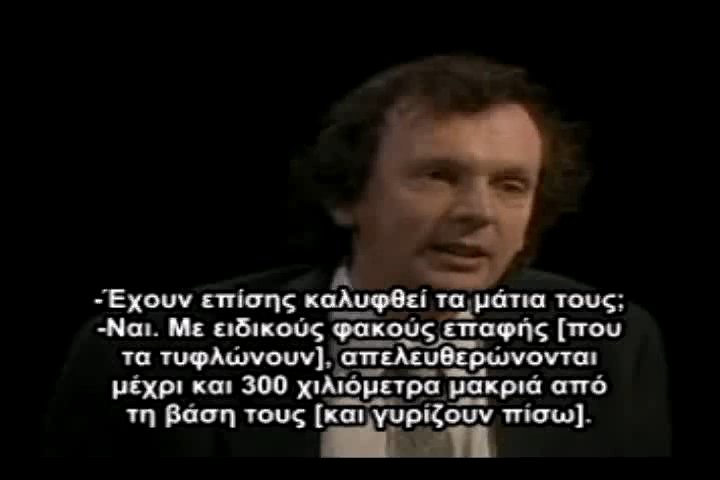 -Έχουν επίσης καλυφθεί τα μάτια τους;
-Ναι. Με ειδικούς φακούς επαφής [που
τα τυφλώνουν], απελευθερώνονται
μέχρι και 300 χιλιόμετρα μακριά από
τη βάση τους [και γυρίζουν πίσω].